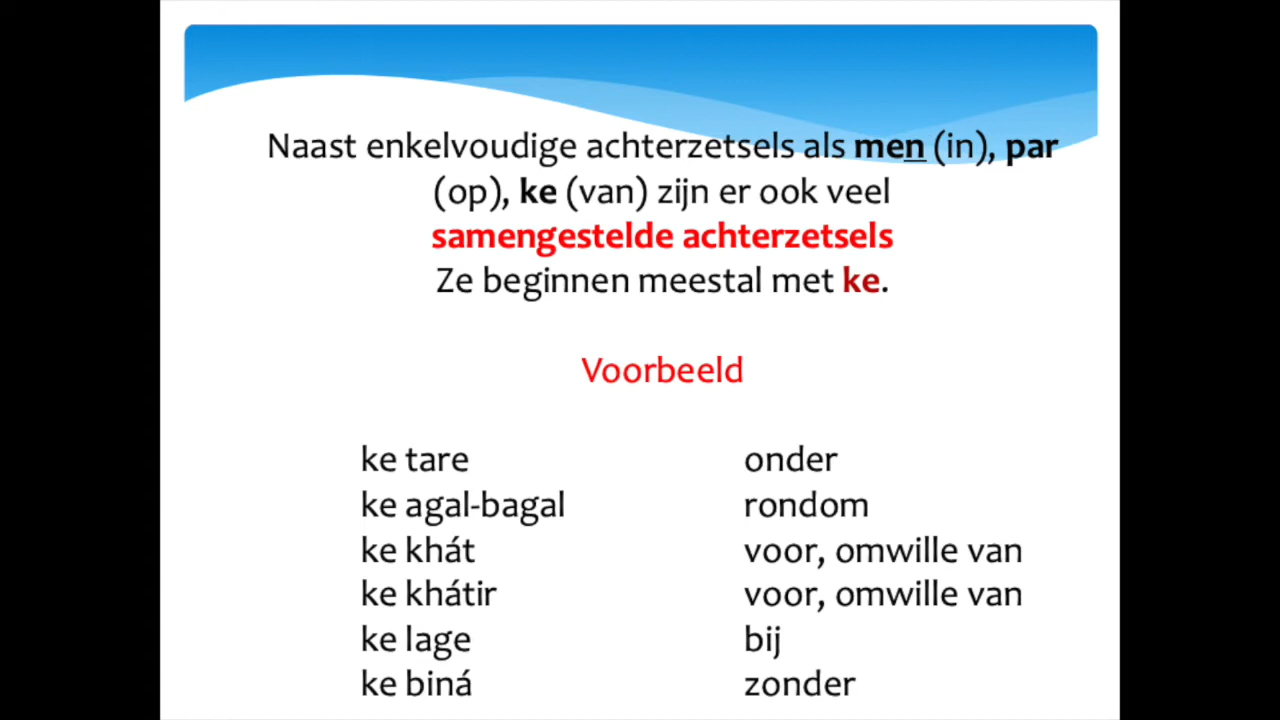 Naast enkelvoudige achterzetsels als men (in), par
(op), ke (van) zijn er ook veel
samengestelde achterzetsels
Ze beginnen meestal met ke.
Voorbeeld
ke tare onder
ke agal-bagal rondom
ke khát voor, omwille van
ke khátir voor, omwille van
ke lage bij
ke biná zonder